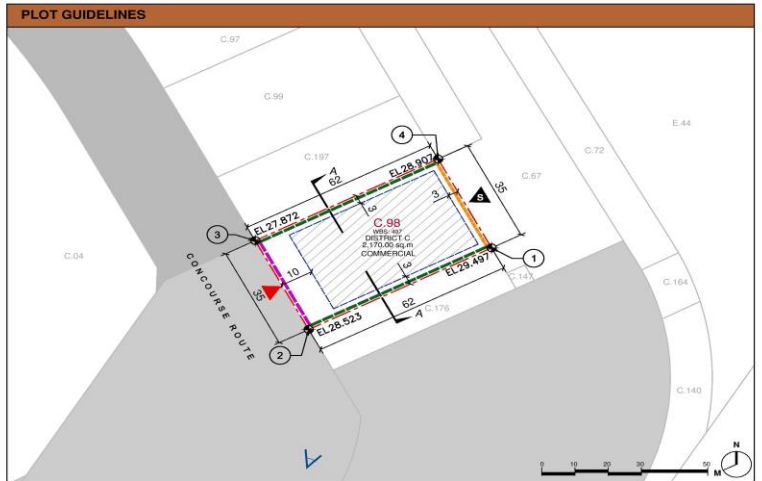 PLOT GUIDELINES
C.97
C.99
E.44
C.72
C.197
C.67
4
EL28.907
A
62
35
S
3
3
EL27.872
3
C.98
WBS: 497
DISTRICT C
2,170.00 sq.m
COMMERCIAL
C.04
CONCOURSE ROUTE
10
35
3
EL29.497
1
C.147
C.164
62
C.176
A
EL28.523
2
C.140
N
0 10 20 30 50 M